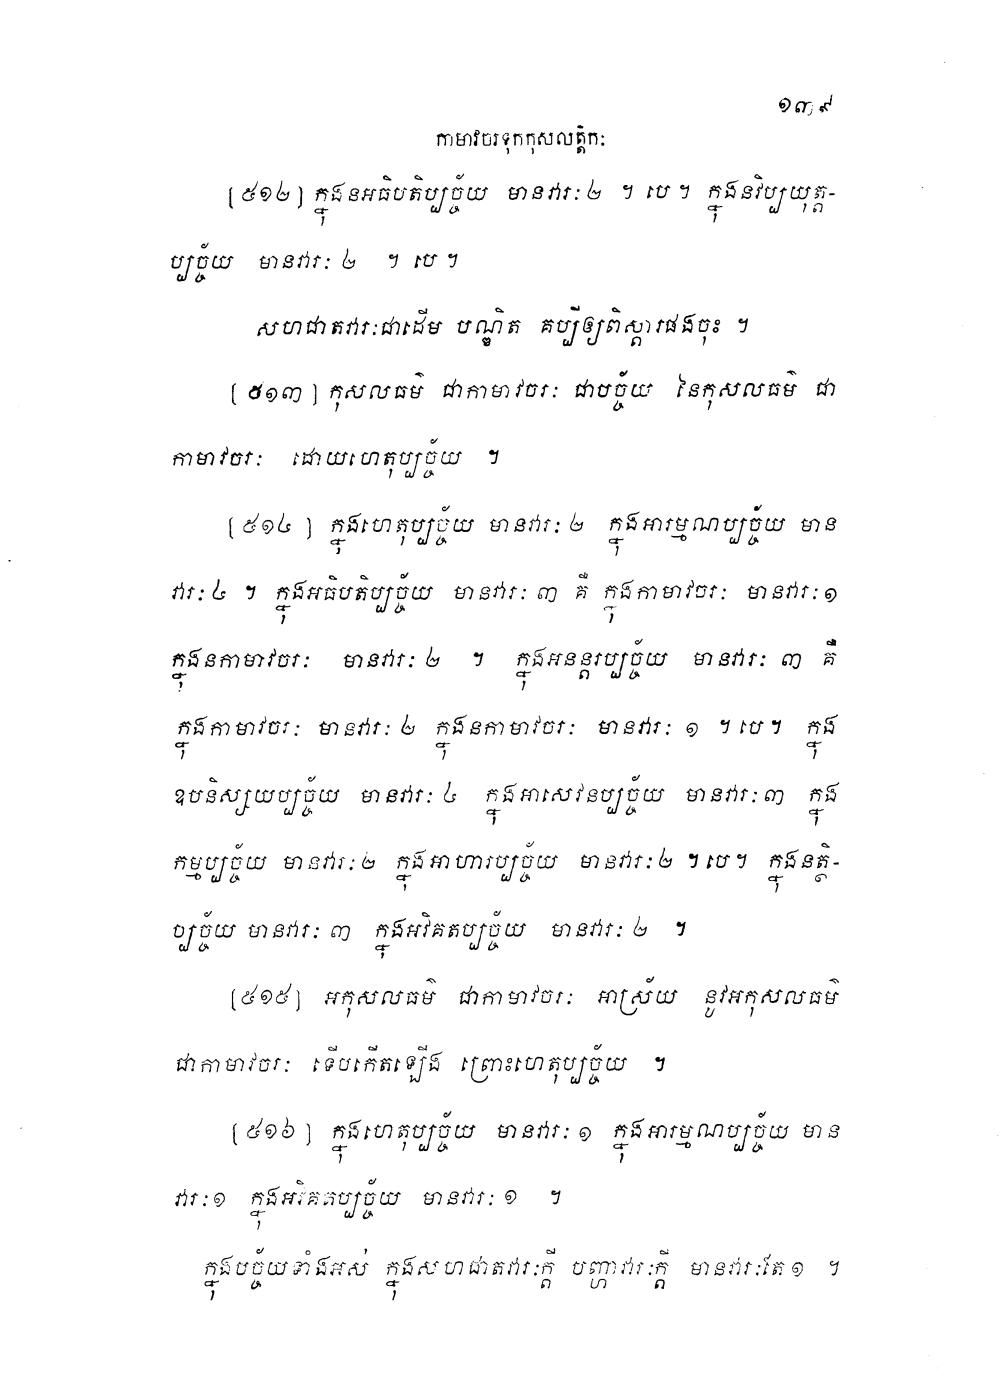 ១៣៩
កាមាវចរទុកកុសលត្តិកៈ
[៥១២] ក្នុងនអធិបតិប្បច្ច័យ មានវារៈ ២ ។ បេ ។ ក្នុងនវិប្បយុត្ត-
ប្បច្ច័យ មានវារៈ ២ ។ បេ ។
សហជាតវារៈជាដើម បណ្ឌិត គប្បីឲ្យពិស្តារផងចុះ ។
[៥១៣] កុសលធម៌ ជាកាមាវចរៈ ជាបច្ច័យ នៃកុសលធម៌ ជា
កាមាវចរៈ ដោយហេតុប្បច្ច័យ ។
[៥១៤] ក្នុងហេតុប្បច្ច័យ មានវារៈ ២ ក្នុងអារម្មណប្បច្ច័យ មាន
វារៈ ៤ ។ ក្នុងអធិបតិប្បច្ច័យ មានវារៈ ៣ គឺ ក្នុងកាមាវចរៈ មានវារៈ ១
ក្នុងនកាមាវចរៈ មានវារៈ ២ ។ ក្នុងអនន្តរប្បច្ច័យ មានវារៈ ៣ គឺ
ក្នុងកាមាវចរៈ មានវារៈ ២ ក្នុងនកាមាវចរៈ មានវារៈ ១ ។ បេ ។ ក្នុង
ឧបនិស្សយប្បច្ច័យ មានវារៈ ៤ ក្នុងអាសេវនប្បច្ច័យ មានវារៈ ៣ ក្នុង
កម្មប្បច្ច័យ មានវារៈ ២ ក្នុងអាហារប្បច្ច័យ មានវារៈ ២ ។ បេ ។ ក្នុងនត្ថិ-
ប្បច្ច័យ មានវារៈ ៣ ក្នុងអវិគតប្បច្ច័យ មានវារៈ ២ ។
[៥១៥] អកុសលធម៌ ជាកាមាវចរៈ អាស្រ័យ នូវអកុសលធម៌
ជាកាមាវចរៈ ទើបកើតឡើង ព្រោះហេតុប្បច្ច័យ ។
[៥១៦] ក្នុងហេតុប្បច្ច័យ មានវារៈ ១ ក្នុងអារម្មណប្បច្ច័យ មាន
វារៈ ១ ក្នុងអវិគតប្បច្ច័យ មានវារៈ ១ ។
ក្នុងបច្ច័យទាំងអស់ ក្នុងសហជាតវារៈក្តី បញ្ហាវារៈក្តី មានវារៈតែ ១ ។